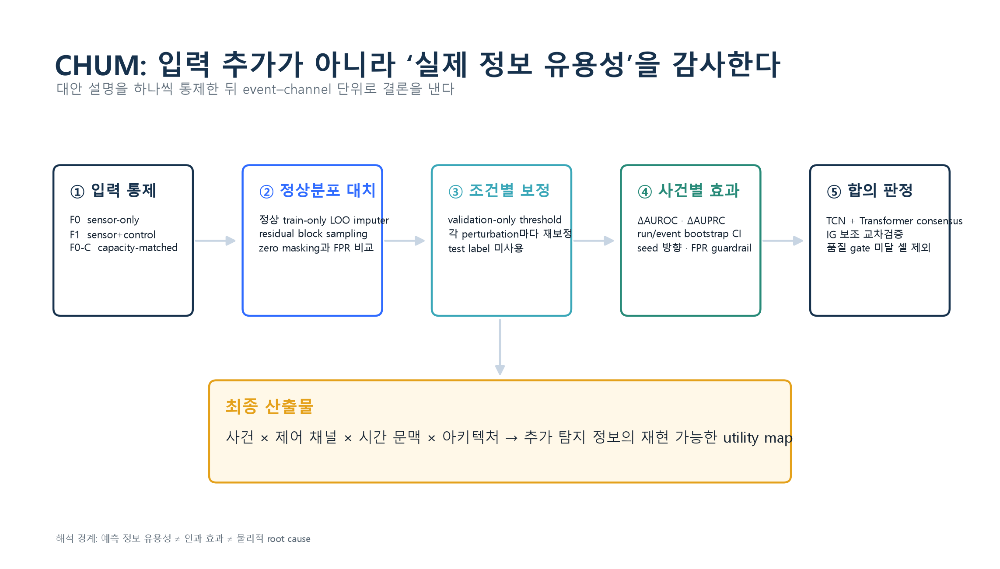 CHUM: 입력 추가가 아니라 ‘실제 정보 유용성’을 감사한다
대안 설명을 하나씩 통제한 뒤 event–channel 단위로 결론을 낸다
① 입력 통제
F0 sensor-only
F1 sensor+control
F0-C capacity-matched
② 정상분포 대치
정상 train-only LOO imputer
residual block sampling
zero masking과 FPR 비교
③ 조건별 보정
validation-only threshold
각 perturbation마다 재보정
test label 미사용
④ 사건별 효과
ΔAUROC · ΔAUPRC
run/event bootstrap CI
seed 방향 · FPR guardrail
⑤ 합의 판정
TCN + Transformer consensus
IG 보조 교차검증
품질 gate 미달 셀 제외
최종 산출물
사건 × 제어 채널 × 시간 문맥 × 아키텍처 → 추가 탐지 정보의 재현 가능한 utility map
해석 경계: 예측 정보 유용성 ≠ 인과 효과 ≠ 물리적 root cause